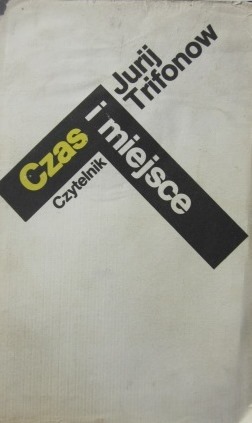 Jurij
Trifonow
Czas
i miejsce
Czytelnik